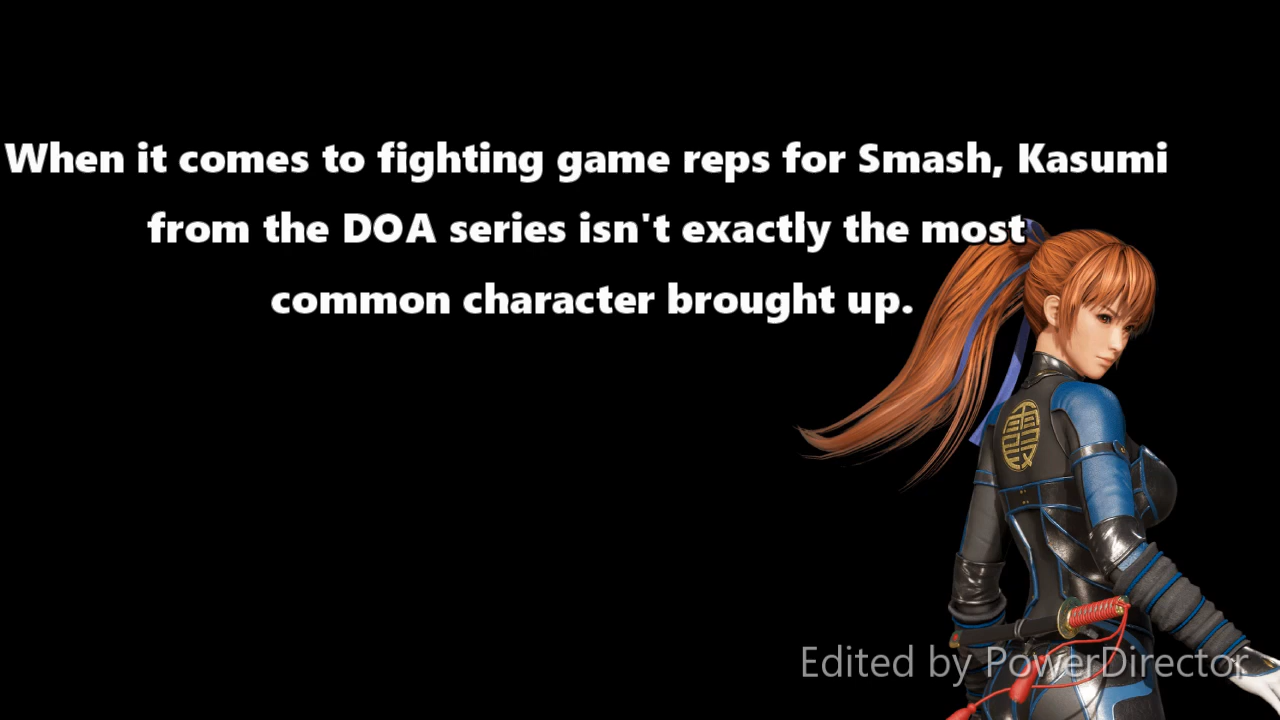 When it comes to fighting game reps for Smash, Kasumi
from the DOA series isn't exactly the most
common character brought up.
霞
Edited by PowerDirector